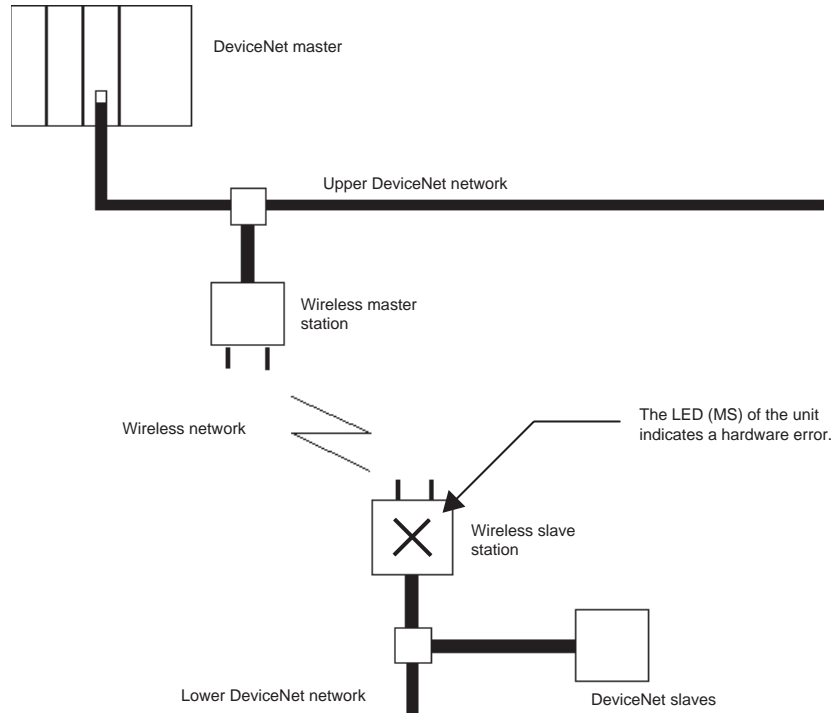 DeviceNet master
Upper DeviceNet network
Wireless master
station
Wireless network
The LED (MS) of the unit
indicates a hardware error.
Wireless slave
station
Lower DeviceNet network
DeviceNet slaves